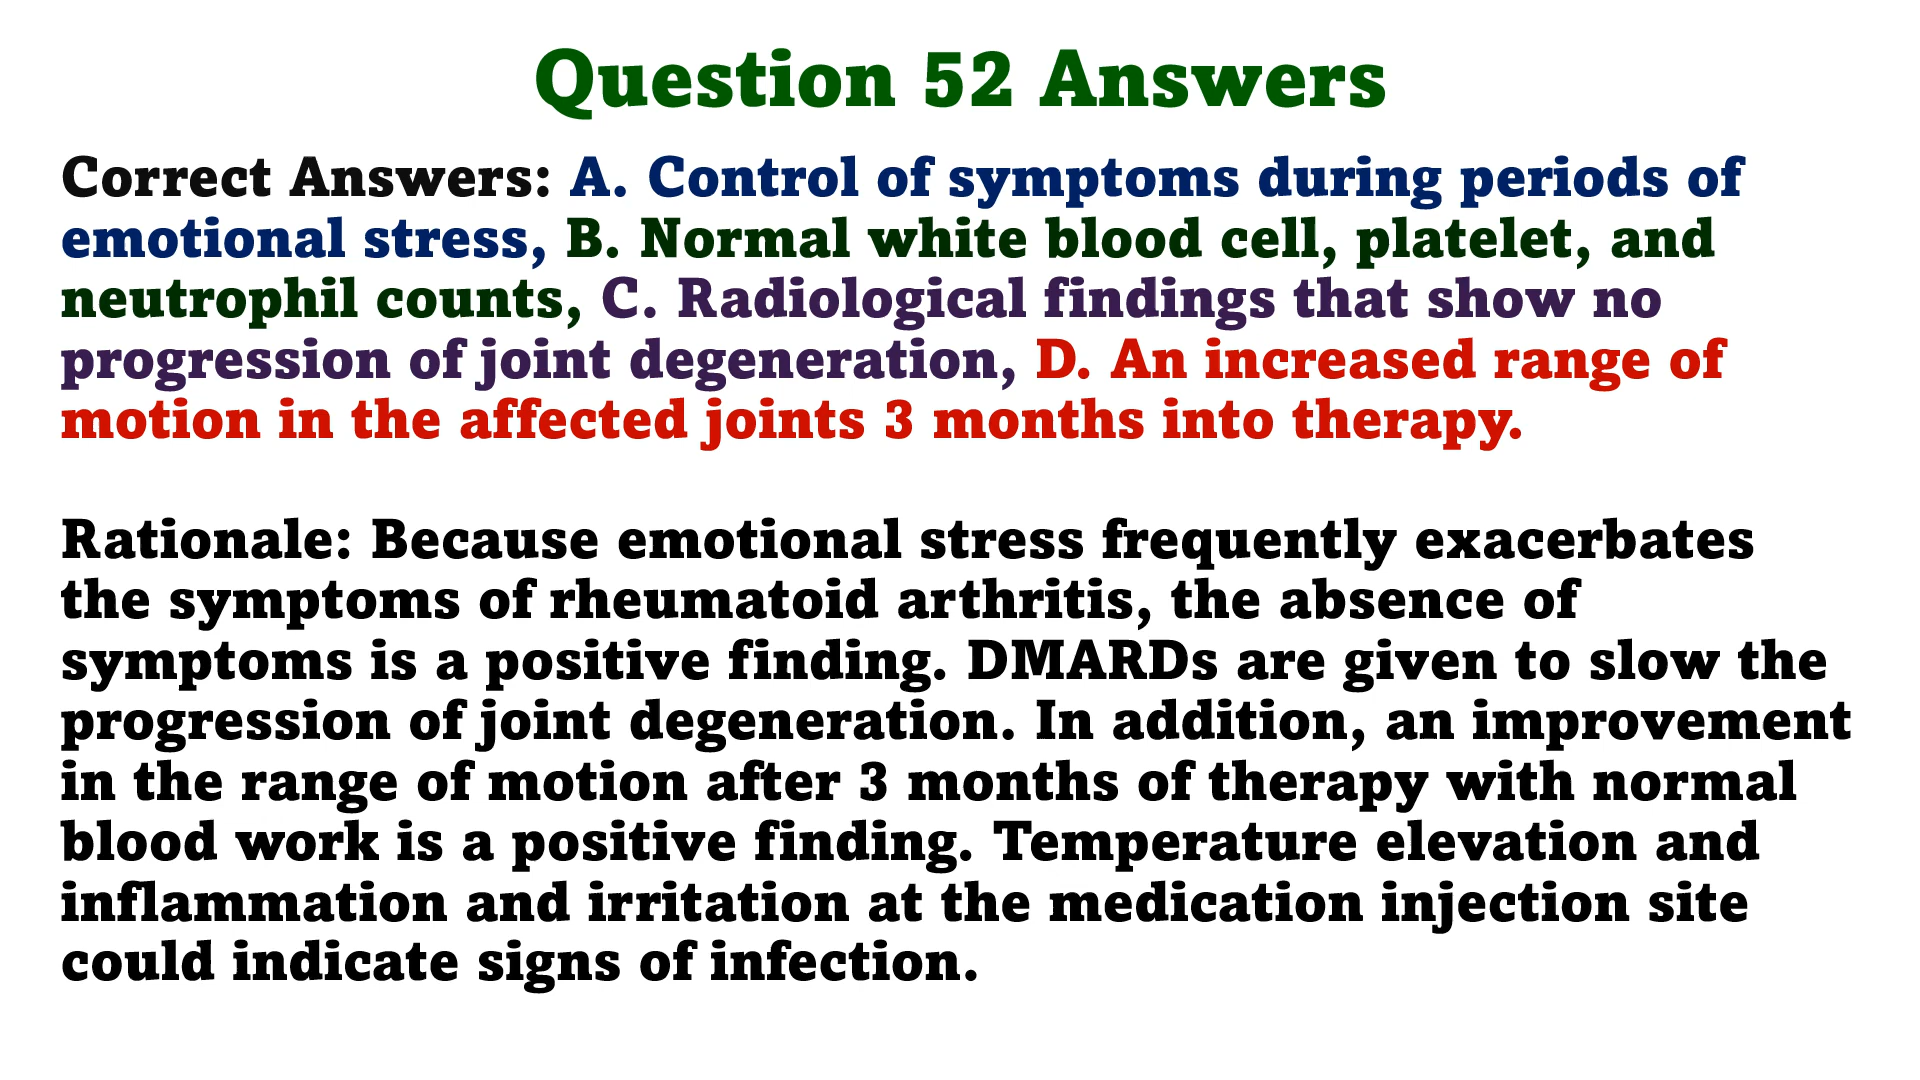 Question 52 Answers
Correct Answers: A. Control of symptoms during periods of
emotional stress, B. Normal white blood cell, platelet, and
neutrophil counts, C. Radiological findings that show no
progression of joint degeneration, D. An increased range of
motion in the affected joints 3 months into therapy.
Rationale: Because emotional stress frequently exacerbates
the symptoms of rheumatoid arthritis, the absence of
symptoms is a positive finding. DMARDs are given to slow the
progression of joint degeneration. In addition, an improvement
in the range of motion after 3 months of therapy with normal
blood work is a positive finding. Temperature elevation and
inflammation and irritation at the medication injection site
could indicate signs of infection.